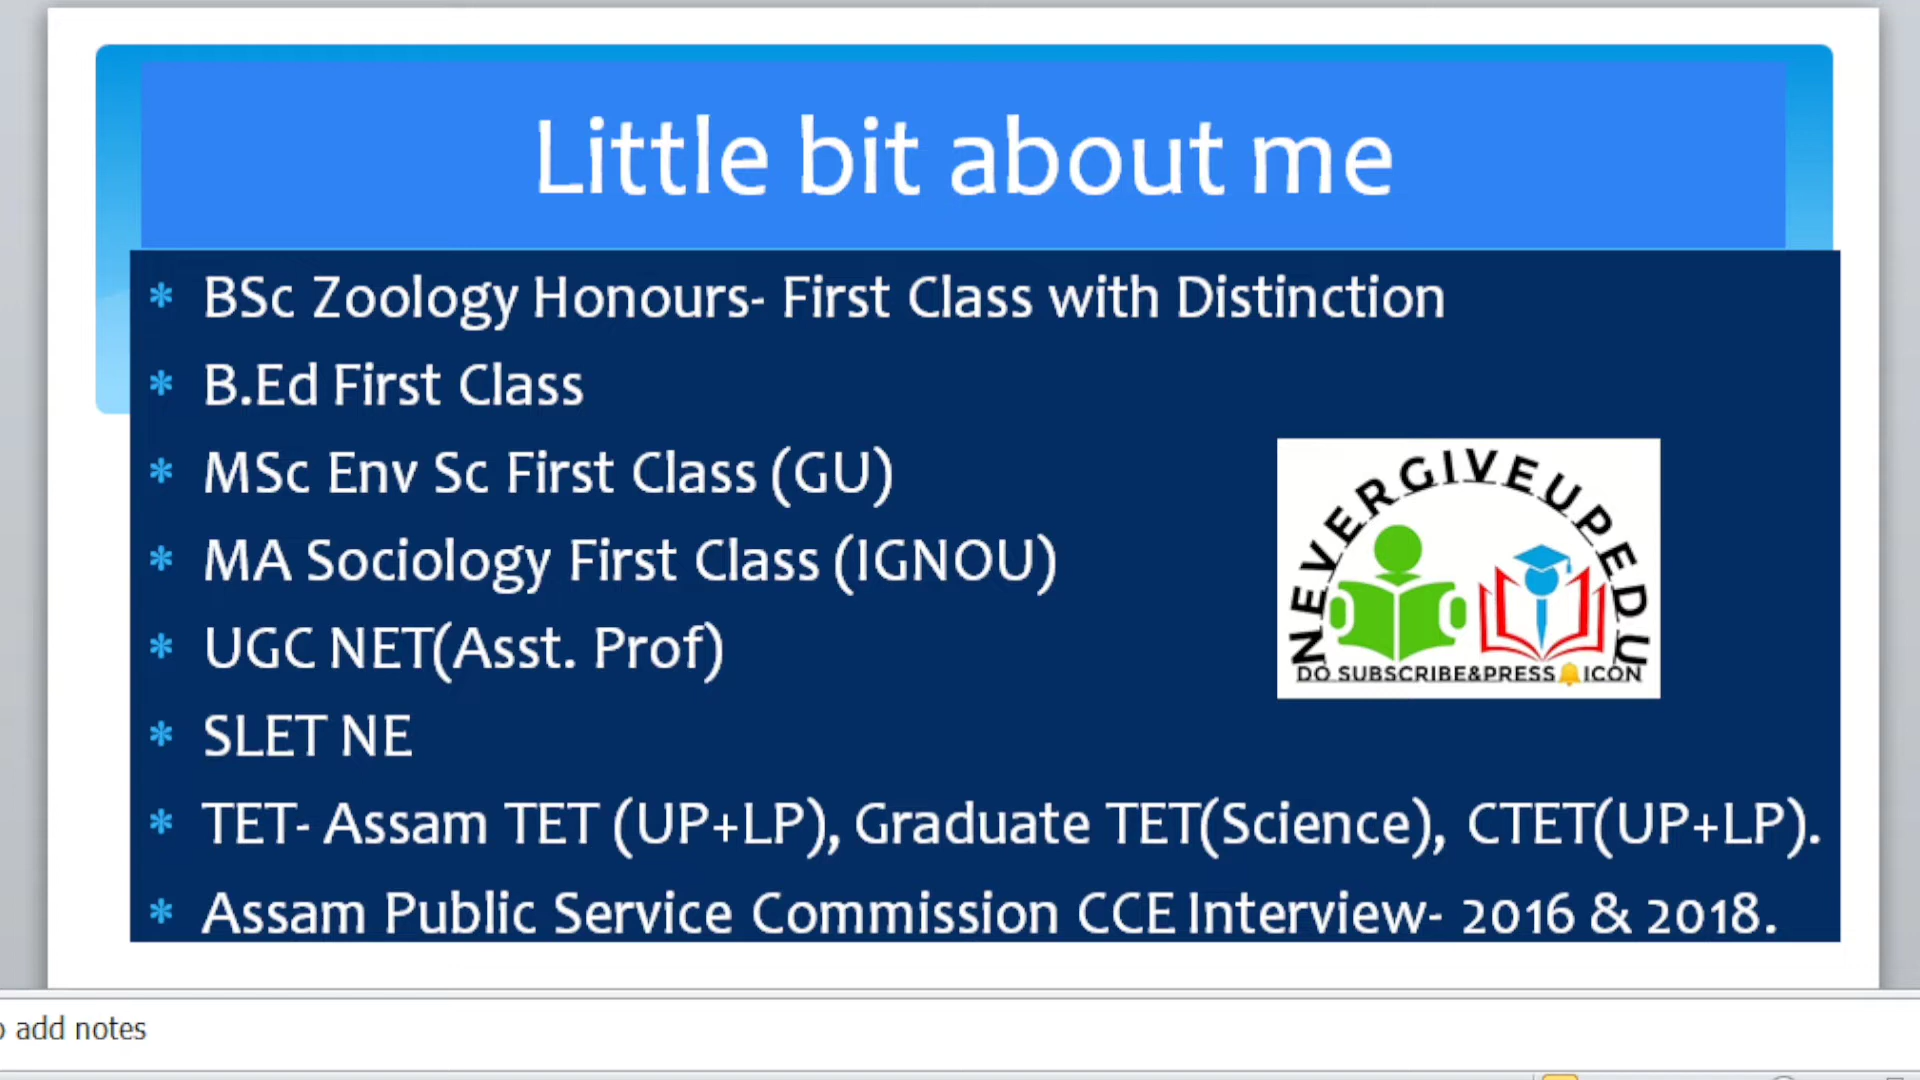 Little bit about me
* BSc Zoology Honours- First Class with Distinction
* B.Ed First Class
* MSc Env Sc First Class (GU)
* MA Sociology First Class (IGNOU)
* UGC NET(Asst. Prof)
* SLET NE
* TET- Assam TET (UP+LP), Graduate TET(Science), CTET(UP+LP).
* Assam Public Service Commission CCE Interview- 2016 & 2018.
NEVERGIVEUPEDU
DO SUBSCRIBE&PRESS🔔ICON
add notes